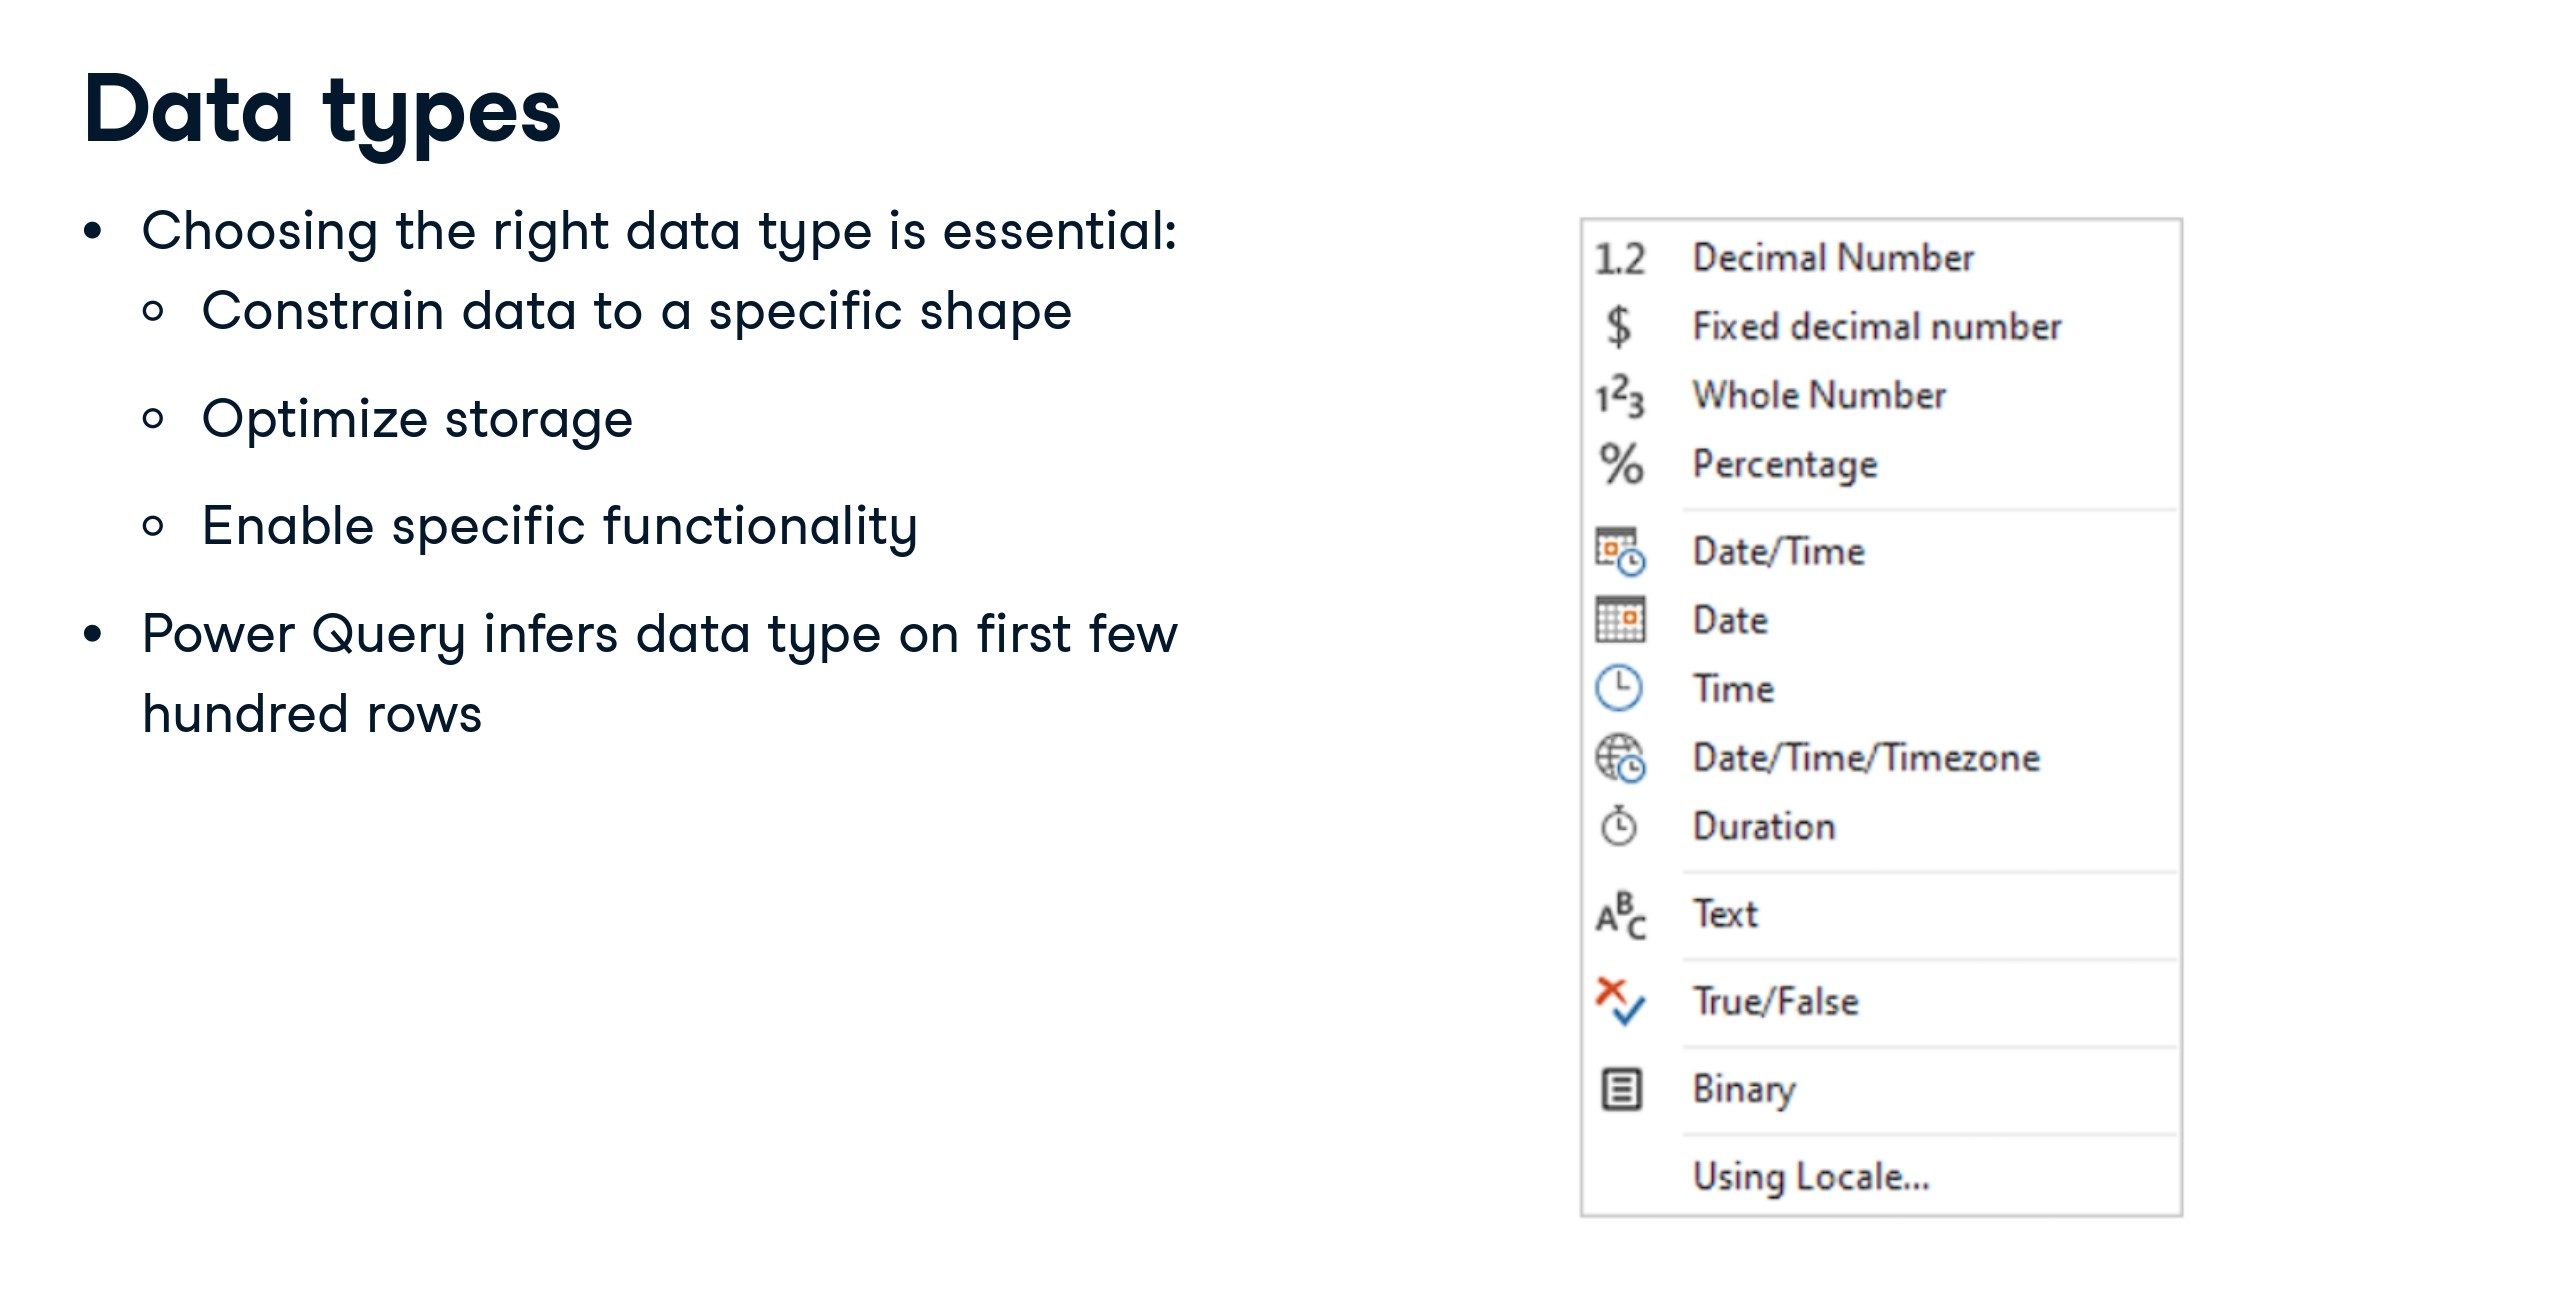 Data types
• Choosing the right data type is essential:
○ Constrain data to a specific shape
○ Optimize storage
○ Enable specific functionality
• Power Query infers data type on first few
hundred rows
1.2 Decimal Number
$ Fixed decimal number
123 Whole Number
% Percentage
Date/Time
Date
Time
Date/Time/Timezone
Duration
ABC Text
True/False
Binary
Using Locale...